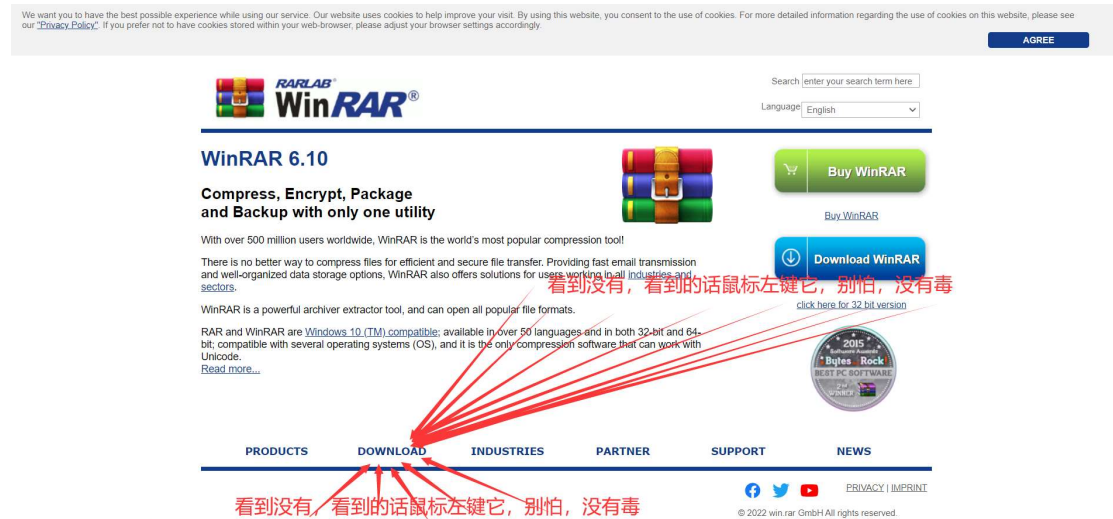 We want you to have the best possible experience while using our service. Our website uses cookies to help improve your visit. By using this website, you consent to the use of cookies. For more detailed information regarding the use of cookies on this website, please see
our "Privacy Policy". If you prefer not to have cookies stored within your web-browser, please adjust your browser settings accordingly.
AGREE
RARLAB®
WinRAR®
Search enter your search term here
Language English
WinRAR 6.10
Compress, Encrypt, Package
and Backup with only one utility
With over 500 million users worldwide, WinRAR is the world's most popular compression tool!
There is no better way to compress files for efficient and secure file transfer. Providing fast email transmission
and well-organized data storage options, WinRAR also offers solutions for users working in all industries and
sectors.
WinRAR is a powerful archiver extractor tool, and can open all popular file formats.
RAR and WinRAR are Windows 10 (TM) compatible; available in over 50 languages and in both 32-bit and 64-
bit; compatible with several operating systems (OS), and it is the only compression software that can work with
Unicode.
Read more...
Buy WinRAR
Buy WinRAR
Download WinRAR
看到没有，看到的话鼠标左键它，别怕，没有毒
click here for 32 bit version
2015
Software Awards
Bytes Rock
BEST PC SOFTWARE
2nd
WINNER
PRODUCTS DOWNLOAD INDUSTRIES PARTNER SUPPORT NEWS
看到没有，看到的话鼠标左键它，别怕，没有毒
PRIVACY | IMPRINT
© 2022 win.rar GmbH All rights reserved.